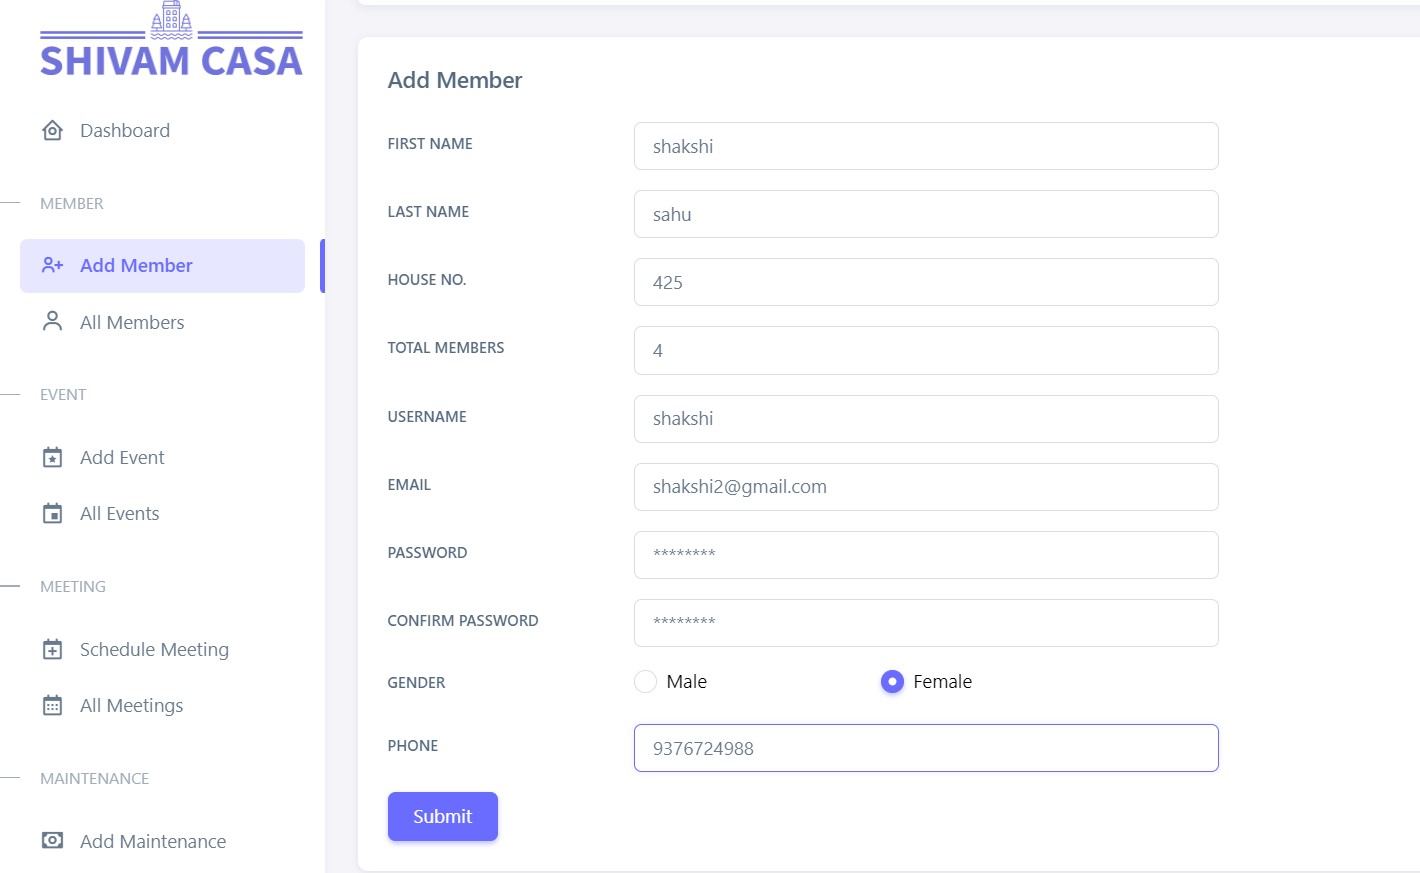 SHIVAM CASA
Dashboard
MEMBER
Add Member
All Members
EVENT
Add Event
All Events
MEETING
Schedule Meeting
All Meetings
MAINTENANCE
Add Maintenance
Add Member
FIRST NAME shakshi
LAST NAME sahu
HOUSE NO. 425
TOTAL MEMBERS 4
USERNAME shakshi
EMAIL shakshi2@gmail.com
PASSWORD ********
CONFIRM PASSWORD ********
GENDER Male Female
PHONE 9376724988
Submit